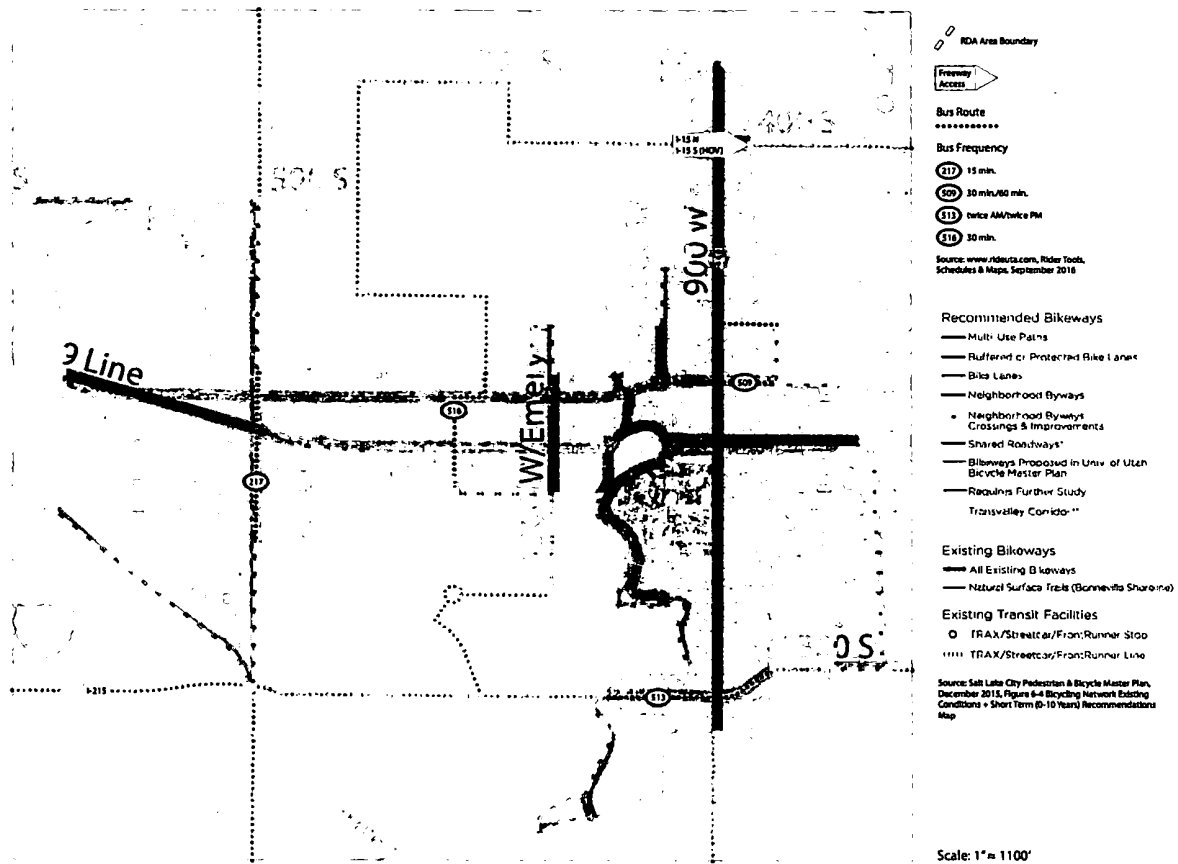 RDA Area Boundary
Freeway
Access
Bus Route
Bus Frequency
217 15 min.
509 30 min./60 min.
513 twice AM/twice PM
516 30 min.
Source: www.rideuta.com, Rider Tools,
Schedules & Maps, September 2016
Recommended Bikeways
Multi Use Paths
Buffered or Protected Bike Lanes
Bike Lanes
Neighborhood Byways
Neighborhood Byways
Crossings & Improvements
Shared Roadways*
Bikeways Proposed in Univ. of Utah
Bicycle Master Plan
Requires Further Study
Transvalley Corridor**
Existing Bikeways
All Existing Bikeways
Natural Surface Trails (Bonneville Shoreline)
Existing Transit Facilities
TRAX/Streetcar/FrontRunner Stop
TRAX/Streetcar/FrontRunner Line
Source: Salt Lake City Pedestrian & Bicycle Master Plan,
December 2015, Figure 6-4 Bicycling Network Existing
Conditions + Short Term (0-10 Years) Recommendations
Map
Scale: 1" ≈ 1100'
I-15 N
I-15 S (HOV)
900 W
9 Line
W/Emery
509
516
217
513
I-215
0 S